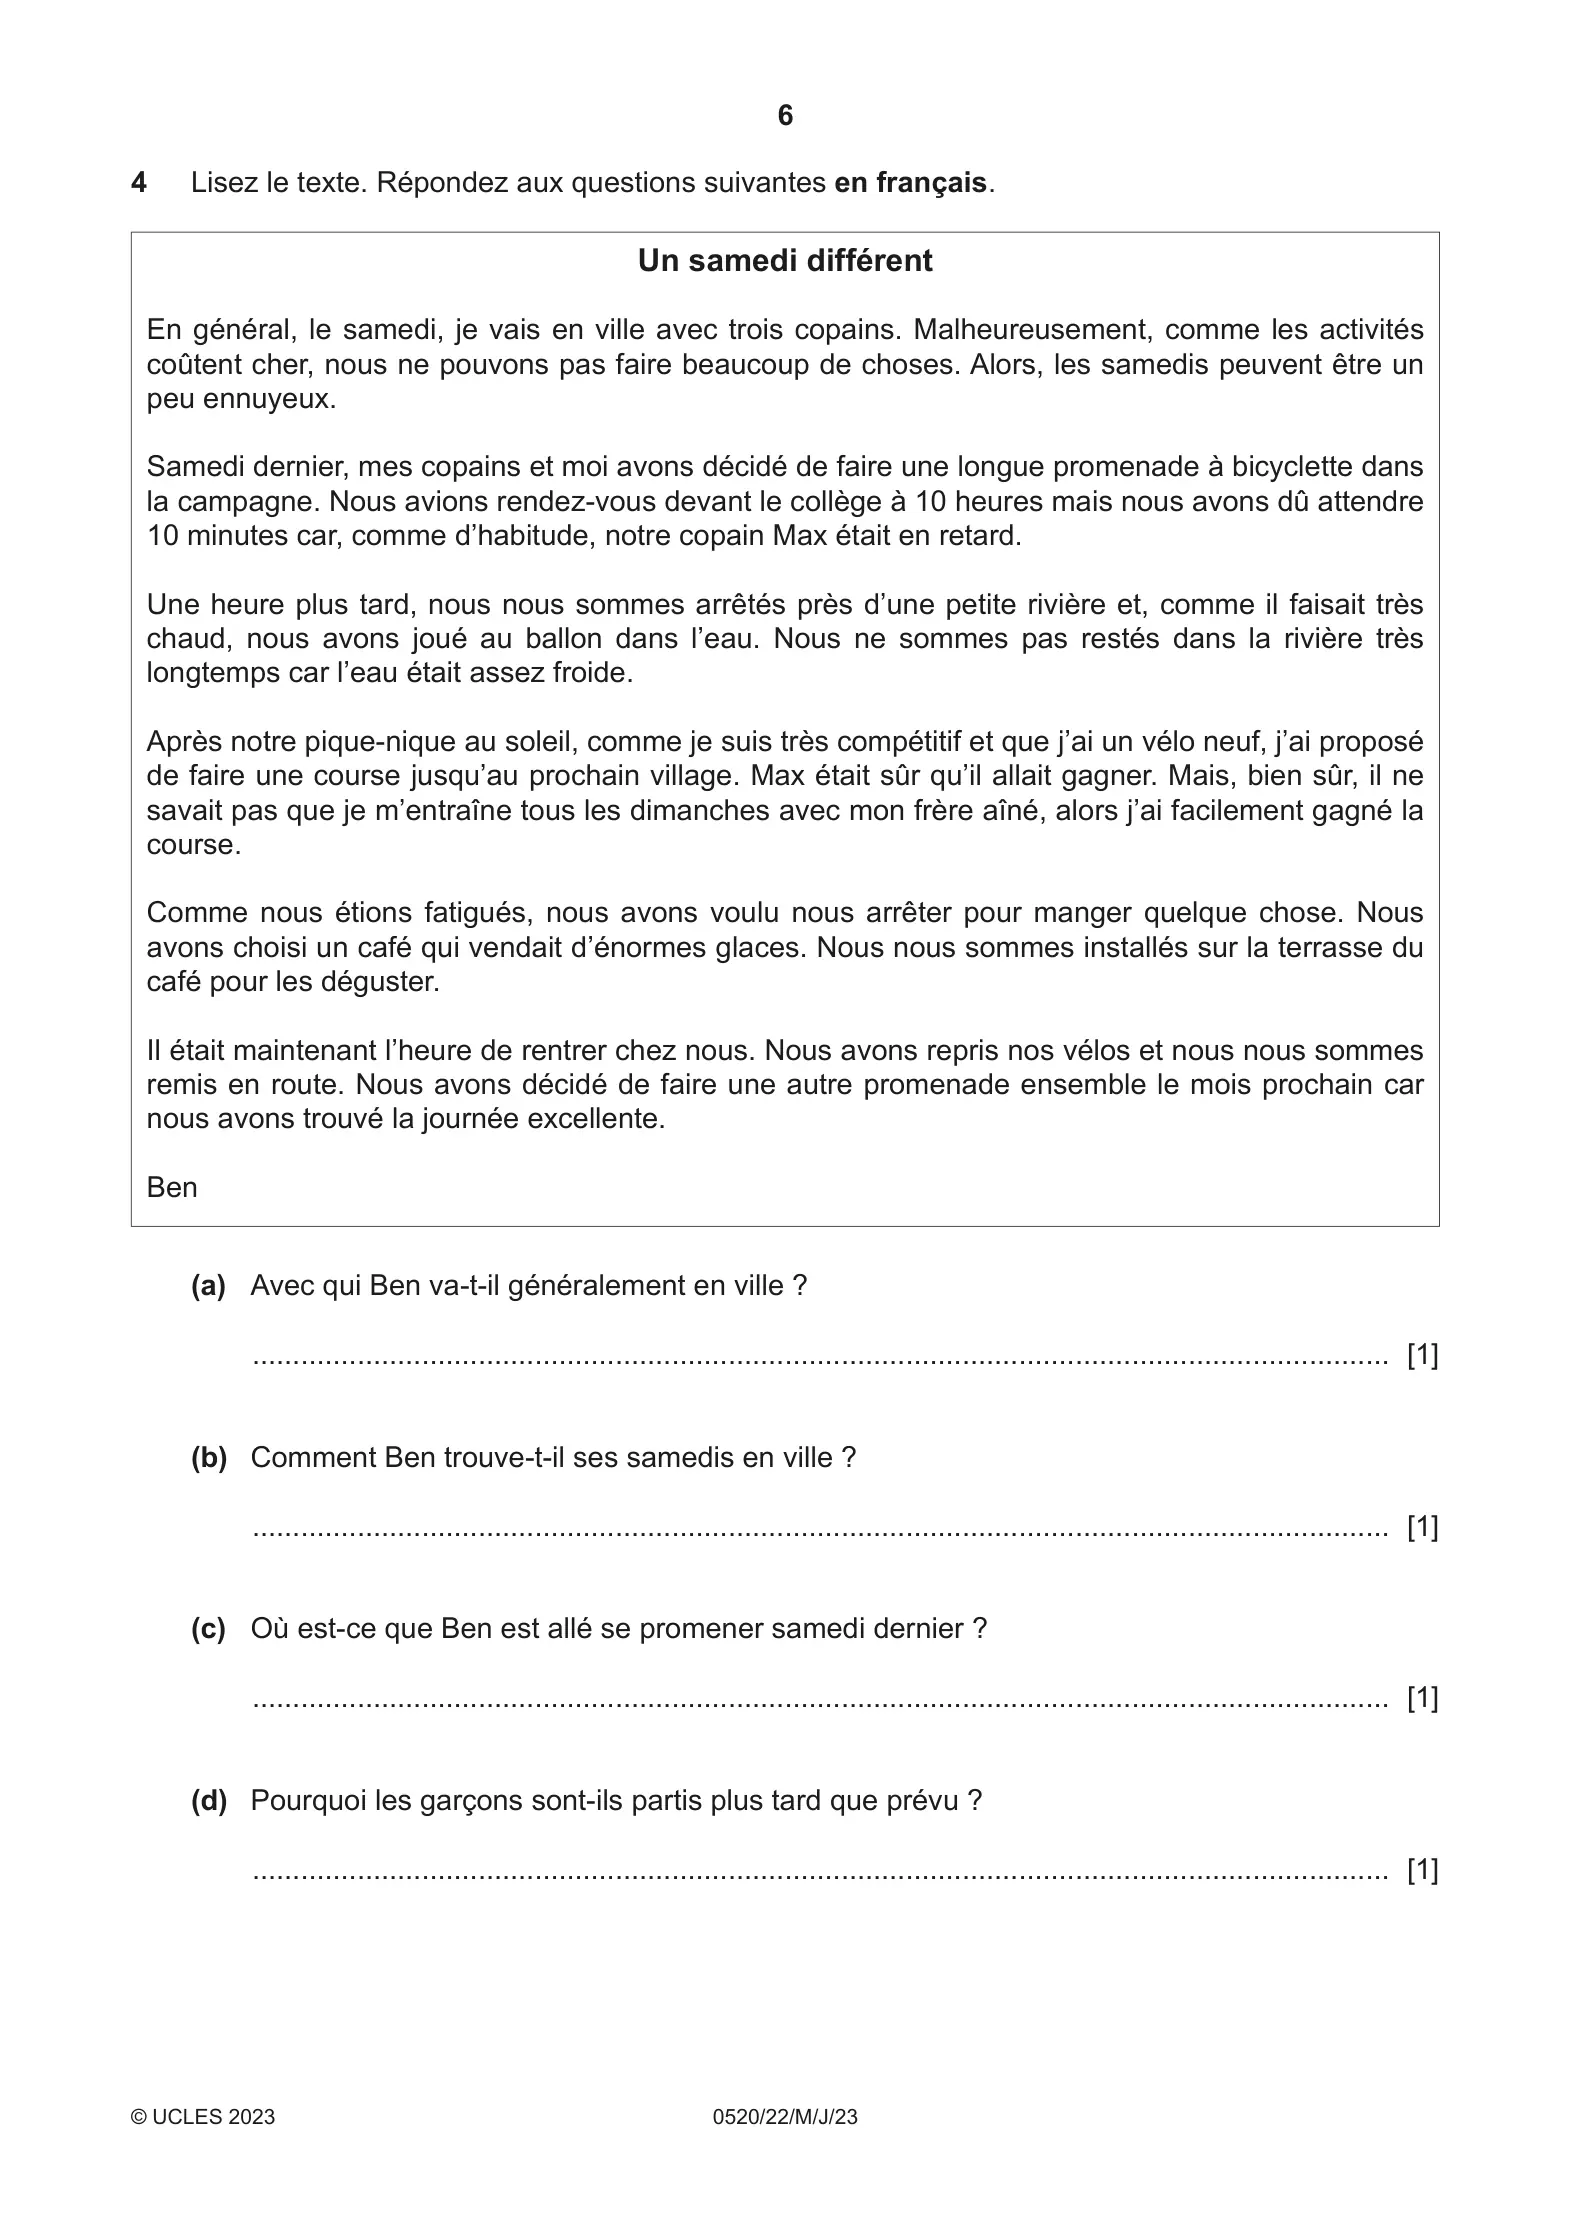 6
4 Lisez le texte. Répondez aux questions suivantes en français.
Un samedi différent
En général, le samedi, je vais en ville avec trois copains. Malheureusement, comme les activités
coûtent cher, nous ne pouvons pas faire beaucoup de choses. Alors, les samedis peuvent être un
peu ennuyeux.
Samedi dernier, mes copains et moi avons décidé de faire une longue promenade à bicyclette dans
la campagne. Nous avions rendez-vous devant le collège à 10 heures mais nous avons dû attendre
10 minutes car, comme d'habitude, notre copain Max était en retard.
Une heure plus tard, nous nous sommes arrêtés près d'une petite rivière et, comme il faisait très
chaud, nous avons joué au ballon dans l'eau. Nous ne sommes pas restés dans la rivière très
longtemps car l'eau était assez froide.
Après notre pique-nique au soleil, comme je suis très compétitif et que j'ai un vélo neuf, j'ai proposé
de faire une course jusqu'au prochain village. Max était sûr qu'il allait gagner. Mais, bien sûr, il ne
savait pas que je m'entraîne tous les dimanches avec mon frère aîné, alors j'ai facilement gagné la
course.
Comme nous étions fatigués, nous avons voulu nous arrêter pour manger quelque chose. Nous
avons choisi un café qui vendait d'énormes glaces. Nous nous sommes installés sur la terrasse du
café pour les déguster.
Il était maintenant l'heure de rentrer chez nous. Nous avons repris nos vélos et nous nous sommes
remis en route. Nous avons décidé de faire une autre promenade ensemble le mois prochain car
nous avons trouvé la journée excellente.
Ben
(a) Avec qui Ben va-t-il généralement en ville ?
[1]
(b) Comment Ben trouve-t-il ses samedis en ville ?
[1]
(c) Où est-ce que Ben est allé se promener samedi dernier ?
[1]
(d) Pourquoi les garçons sont-ils partis plus tard que prévu ?
[1]
© UCLES 2023 0520/22/M/J/23